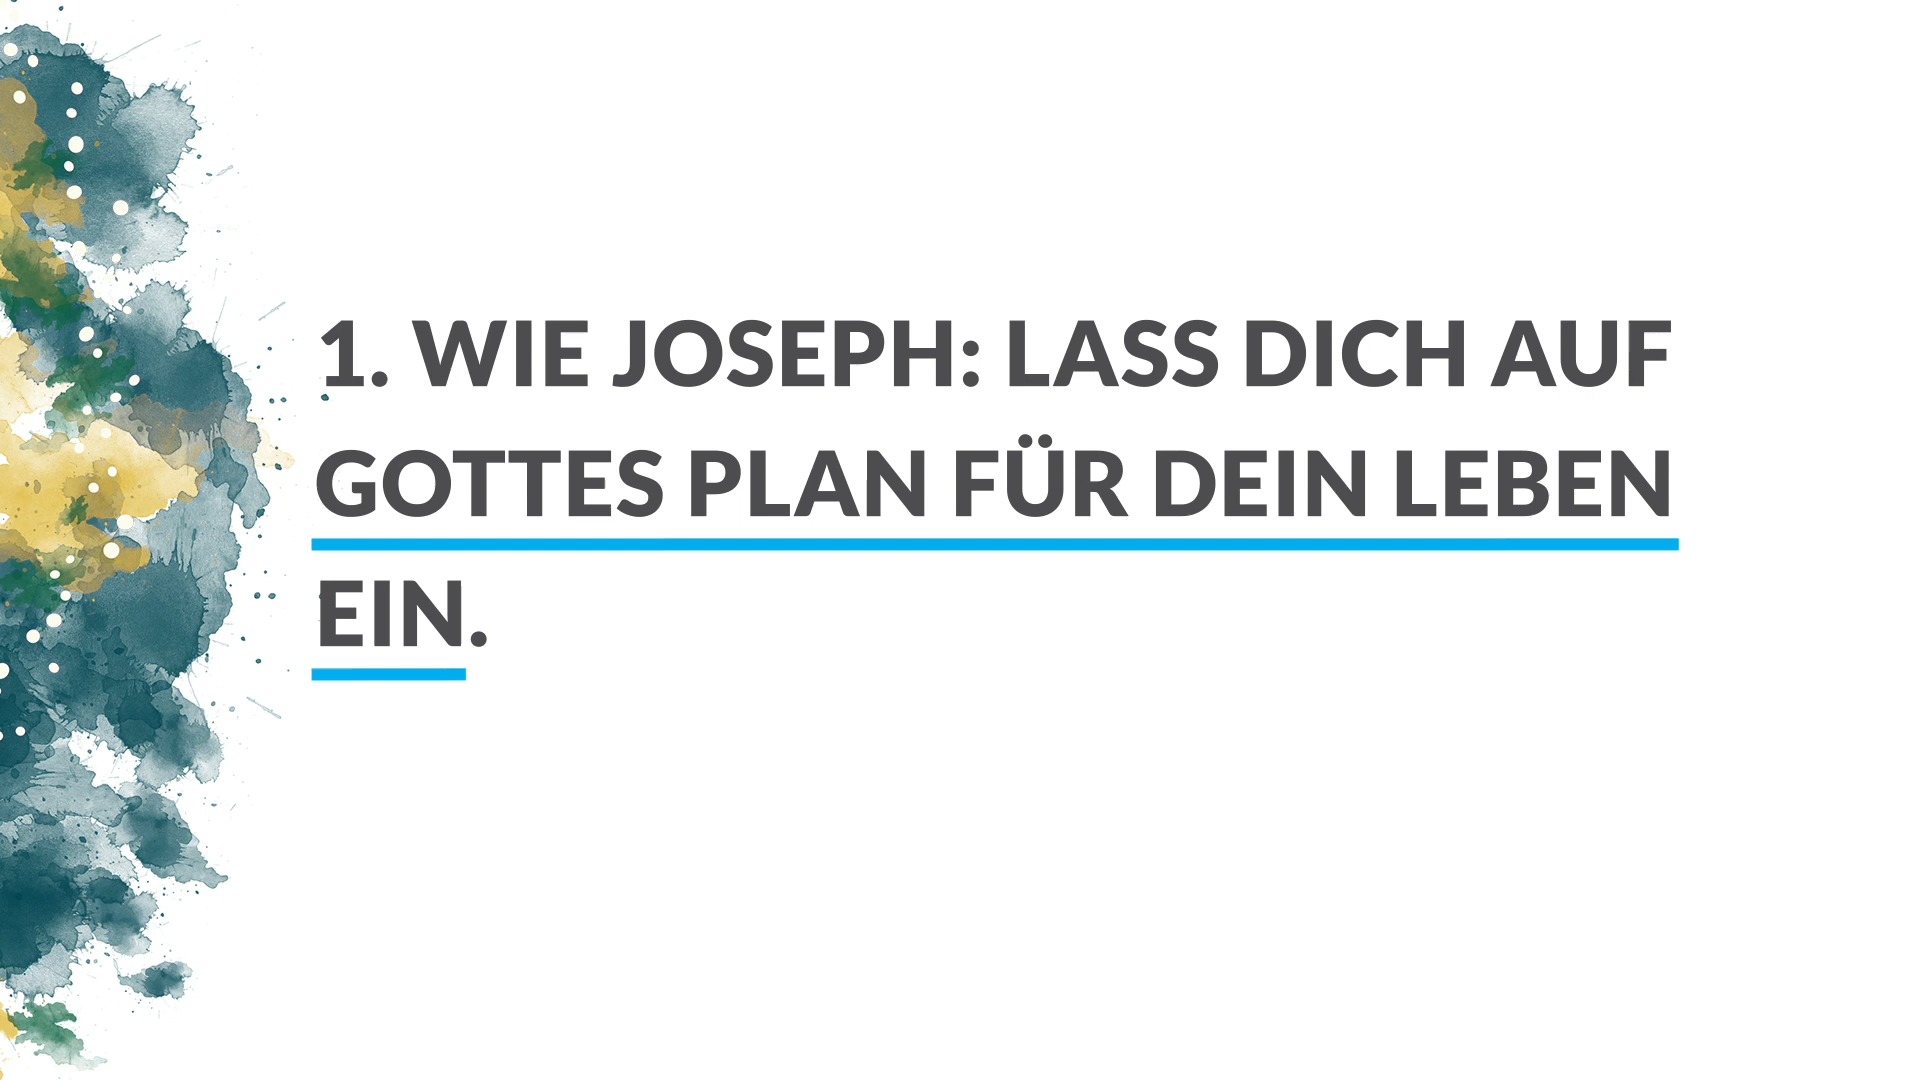 1. WIE JOSEPH: LASS DICH AUF
GOTTES PLAN FÜR DEIN LEBEN
EIN.